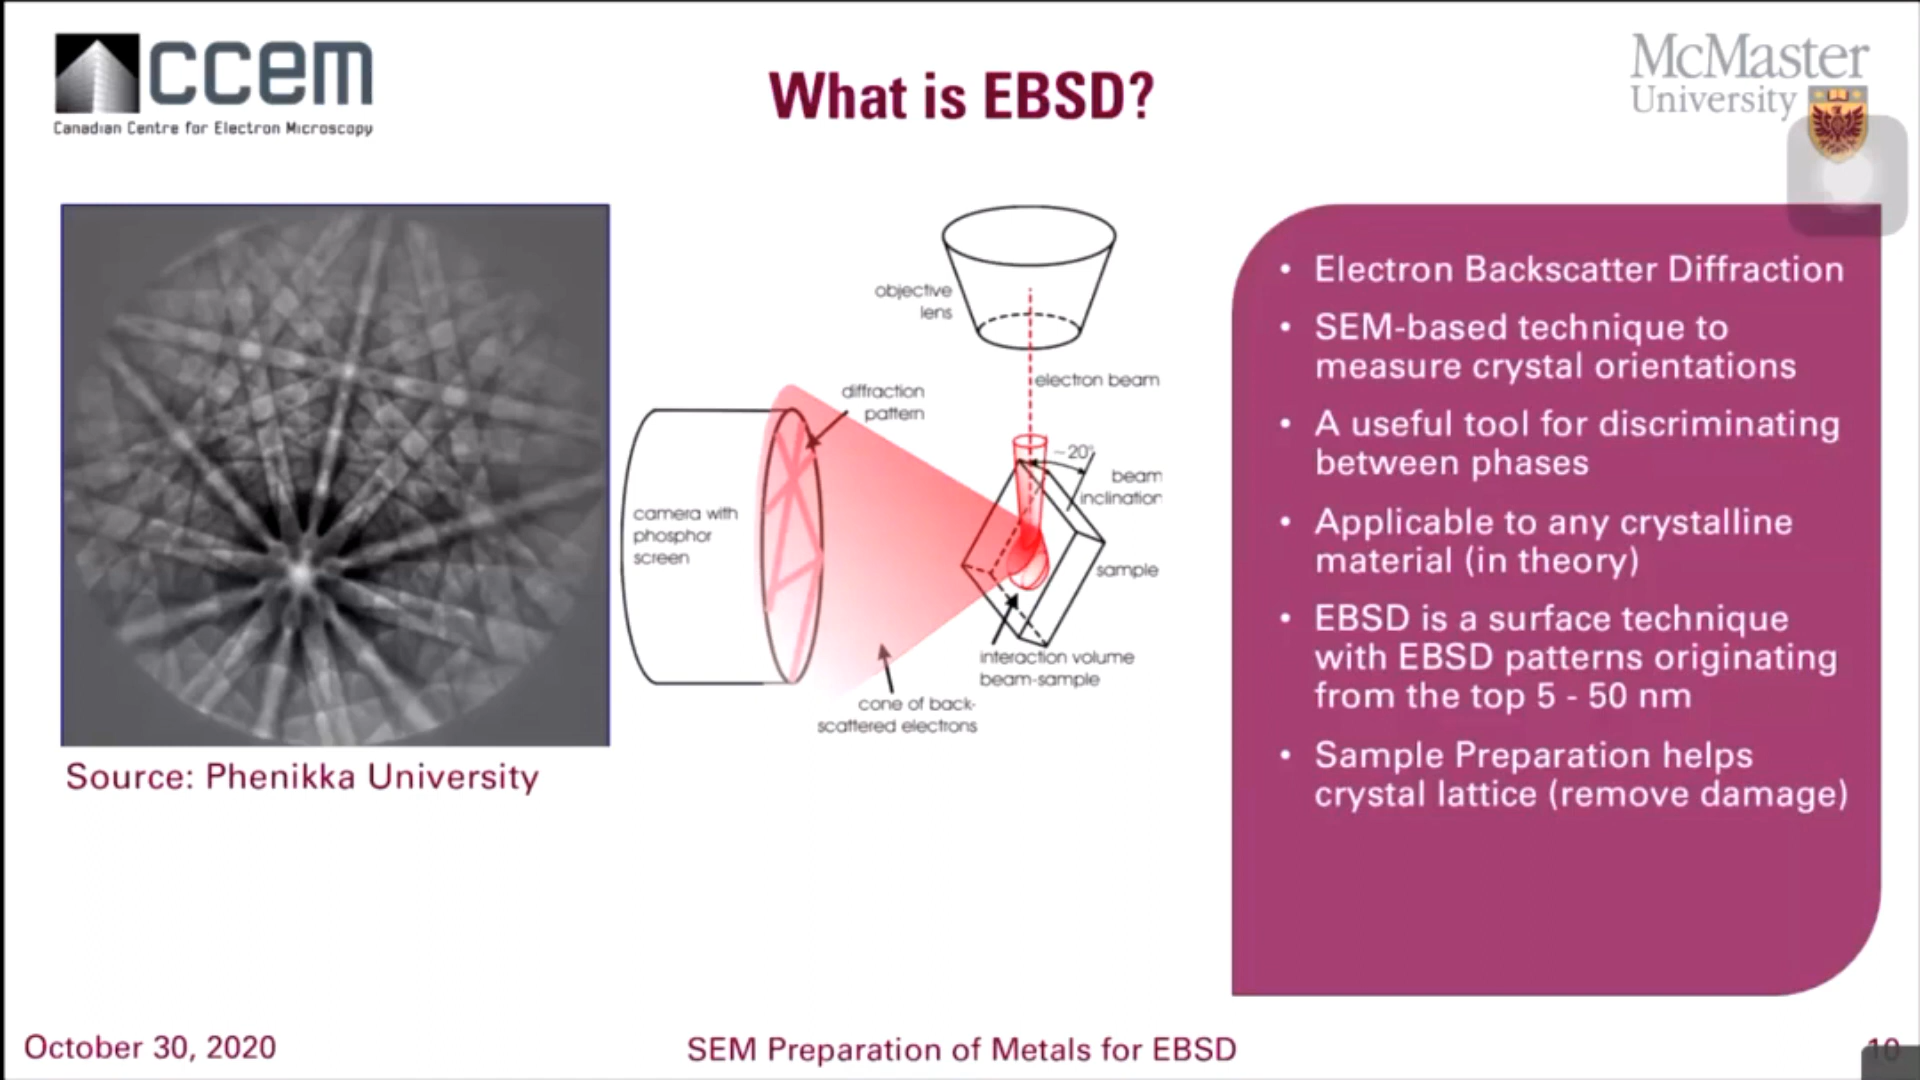 ccem
Canadian Centre for Electron Microscopy
What is EBSD?
McMaster
University
objective
lens
electron beam
diffraction
pattern
~20°
beam
inclination
camera with
phosphor
screen
sample
interaction volume
beam-sample
cone of back-
scattered electrons
Source: Phenikka University
• Electron Backscatter Diffraction
• SEM-based technique to
measure crystal orientations
• A useful tool for discriminating
between phases
• Applicable to any crystalline
material (in theory)
• EBSD is a surface technique
with EBSD patterns originating
from the top 5 - 50 nm
• Sample Preparation helps
crystal lattice (remove damage)
October 30, 2020
SEM Preparation of Metals for EBSD
10